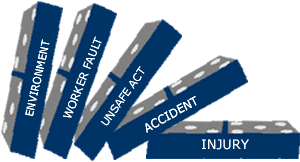 ENVIRONMENT
WORKER FAULT
UNSAFE ACT
ACCIDENT
INJURY